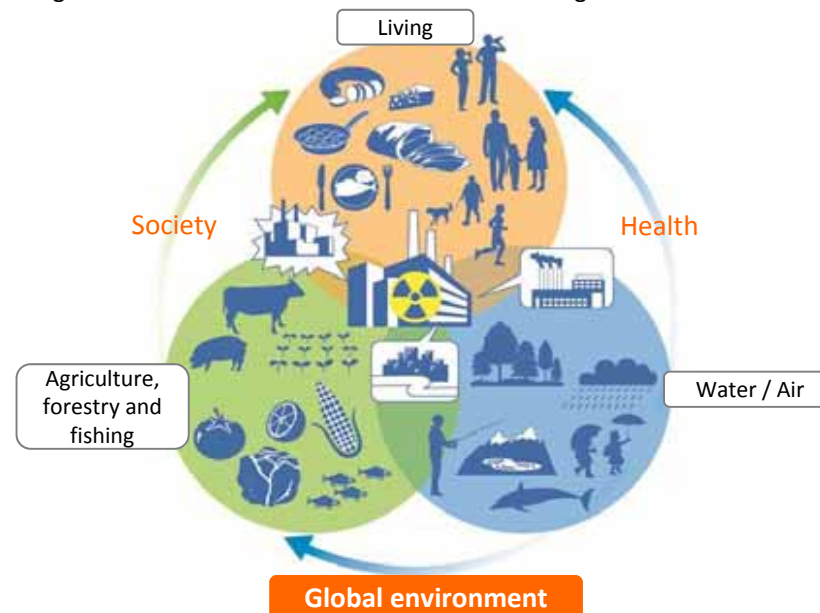 Living
Society
Health
Agriculture,
forestry and
fishing
Water / Air
Global environment